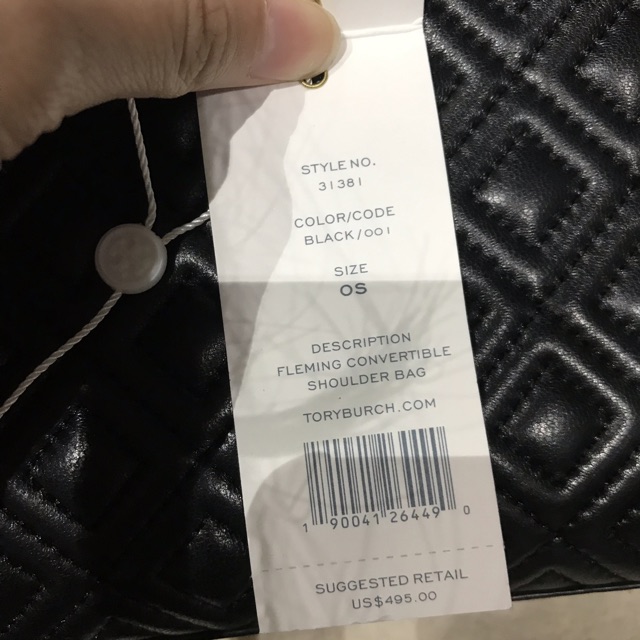 STYLE NO.
31381
COLOR/CODE
BLACK/001
SIZE
OS
DESCRIPTION
FLEMING CONVERTIBLE
SHOULDER BAG
TORYBURCH.COM
1 90041 26449 0
SUGGESTED RETAIL
US$495.00